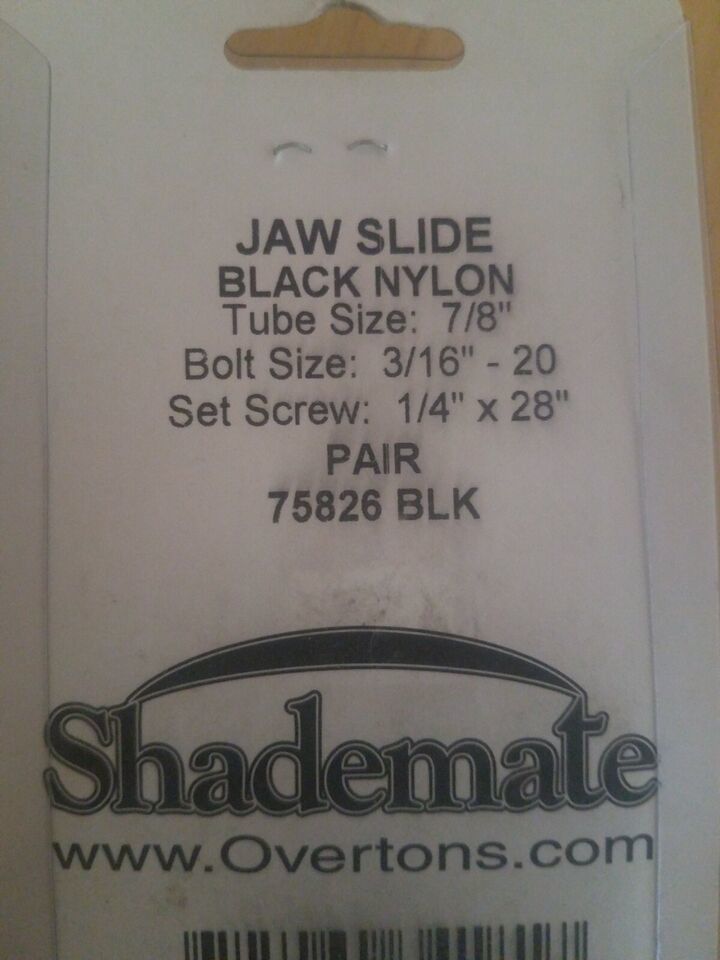 JAW SLIDE
BLACK NYLON
Tube Size: 7/8"
Bolt Size: 3/16" - 20
Set Screw: 1/4" x 28"
PAIR
75826 BLK
Shademate
www.Overtons.com